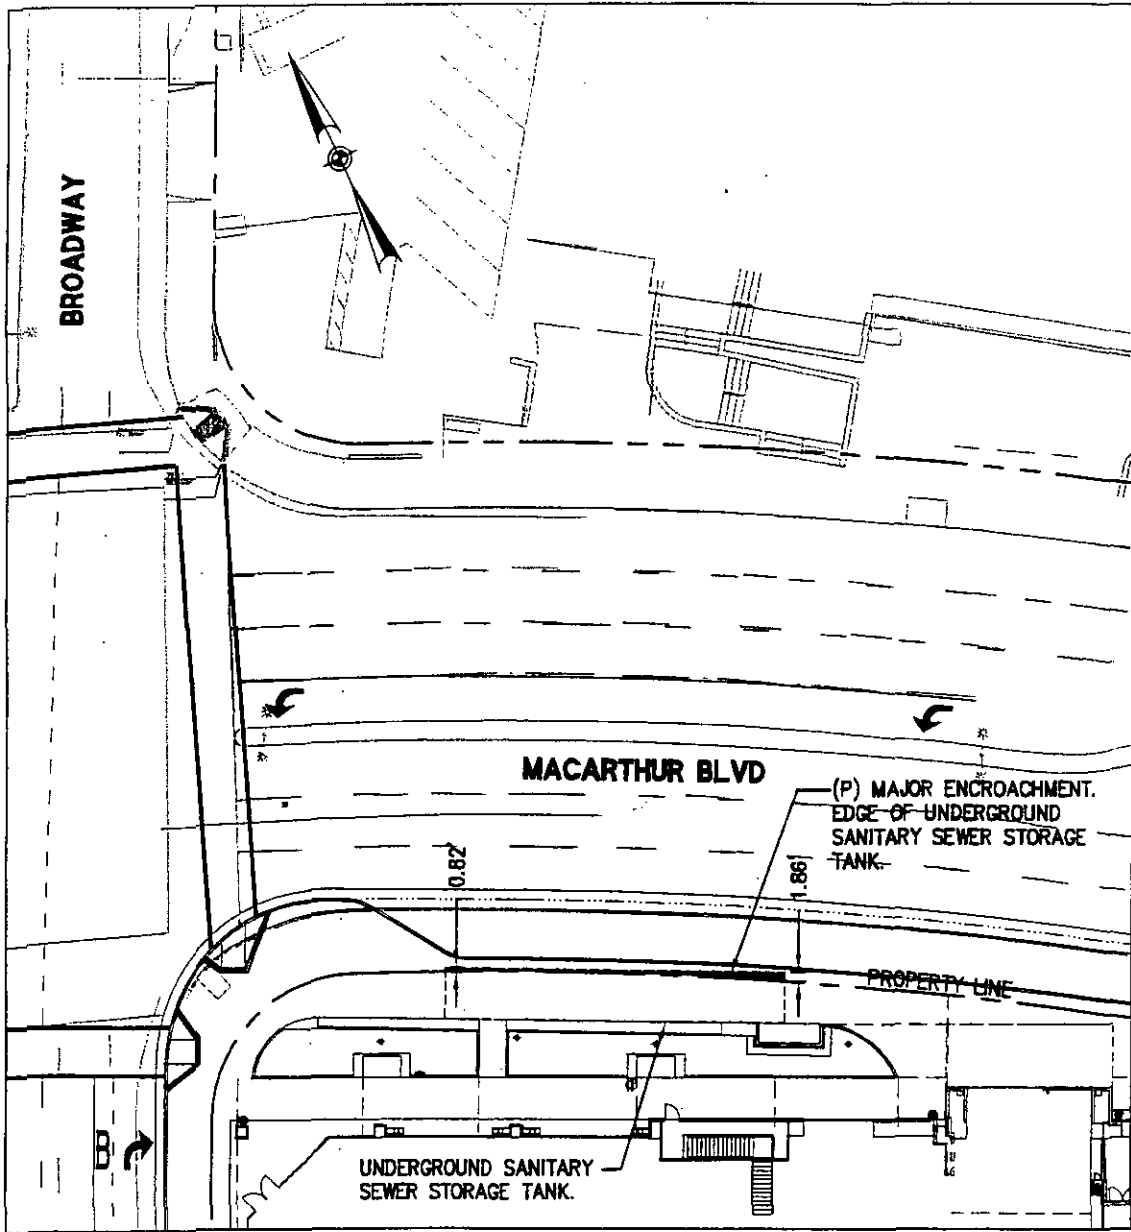 BROADWAY
MACARTHUR BLVD
(P) MAJOR ENCROACHMENT.
EDGE OF UNDERGROUND
SANITARY SEWER STORAGE
TANK.
0.82'
1.86'
PROPERTY LINE
UNDERGROUND SANITARY
SEWER STORAGE TANK.